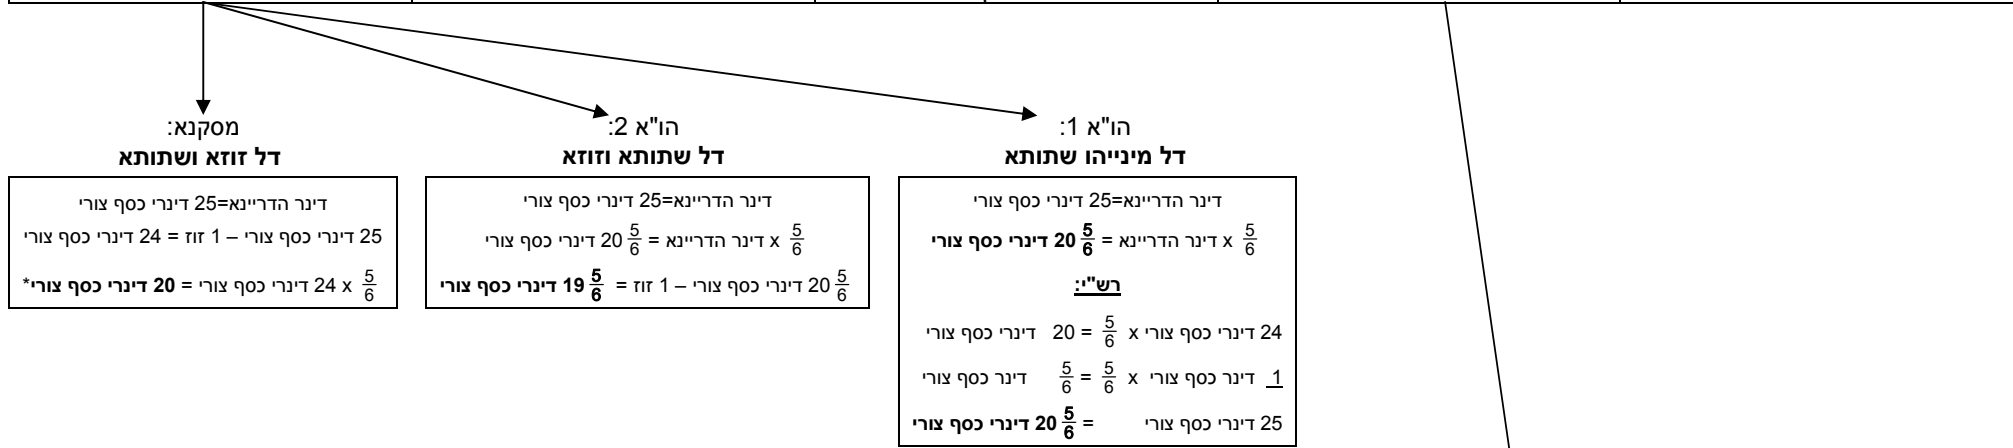 הו"א 1:
דל מינייהו שתותא
דינר הדריינא=25 דינרי כסף צורי
5/6 x דינר הדריינא = 20 5/6 דינרי כסף צורי
רש"י:
24 דינרי כסף צורי x 5/6 = 20 דינרי כסף צורי
1 דינר כסף צורי x 5/6 = 5/6 דינר כסף צורי
25 דינרי כסף צורי = 20 5/6 דינרי כסף צורי
הו"א 2:
דל שתותא וזוזא
דינר הדריינא=25 דינרי כסף צורי
5/6 x דינר הדריינא = 20 5/6 דינרי כסף צורי
20 5/6 דינרי כסף צורי – 1 זוז = 19 5/6 דינרי כסף צורי
מסקנא:
דל זוזא ושתותא
דינר הדריינא=25 דינרי כסף צורי
25 דינרי כסף צורי – 1 זוז = 24 דינרי כסף צורי
5/6 x 24 דינרי כסף צורי = 20 דינרי כסף צורי*